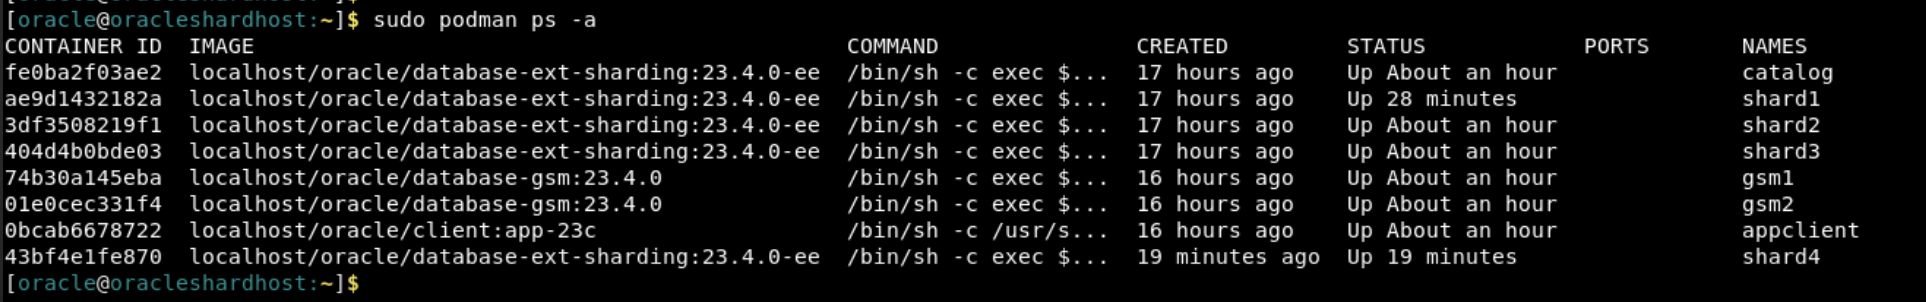 [oracle@oracleshardhost:~]$ sudo podman ps -a
CONTAINER ID  IMAGE                                           COMMAND               CREATED         STATUS            PORTS       NAMES
fe0ba2f03ae2  localhost/oracle/database-ext-sharding:23.4.0-ee  /bin/sh -c exec $...  17 hours ago    Up About an hour              catalog
ae9d1432182a  localhost/oracle/database-ext-sharding:23.4.0-ee  /bin/sh -c exec $...  17 hours ago    Up 28 minutes                 shard1
3df3508219f1  localhost/oracle/database-ext-sharding:23.4.0-ee  /bin/sh -c exec $...  17 hours ago    Up About an hour              shard2
404d4b0bde03  localhost/oracle/database-ext-sharding:23.4.0-ee  /bin/sh -c exec $...  17 hours ago    Up About an hour              shard3
74b30a145eba  localhost/oracle/database-gsm:23.4.0              /bin/sh -c exec $...  16 hours ago    Up About an hour              gsm1
01e0cec331f4  localhost/oracle/database-gsm:23.4.0              /bin/sh -c exec $...  16 hours ago    Up About an hour              gsm2
0bcab6678722  localhost/oracle/client:app-23c                   /bin/sh -c /usr/s...  16 hours ago    Up About an hour              appclient
43bf4e1fe870  localhost/oracle/database-ext-sharding:23.4.0-ee  /bin/sh -c exec $...  19 minutes ago  Up 19 minutes                 shard4
[oracle@oracleshardhost:~]$